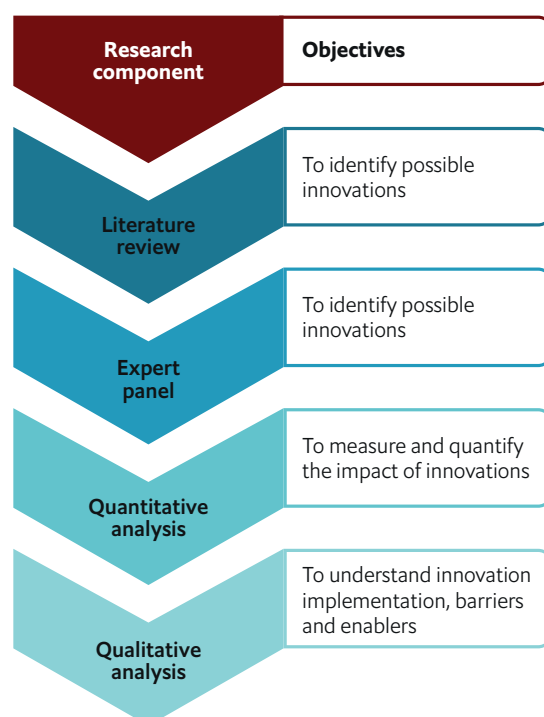 Research
component
Objectives
Literature
review
To identify possible
innovations
Expert
panel
To identify possible
innovations
Quantitative
analysis
To measure and quantify
the impact of innovations
Qualitative
analysis
To understand innovation
implementation, barriers
and enablers